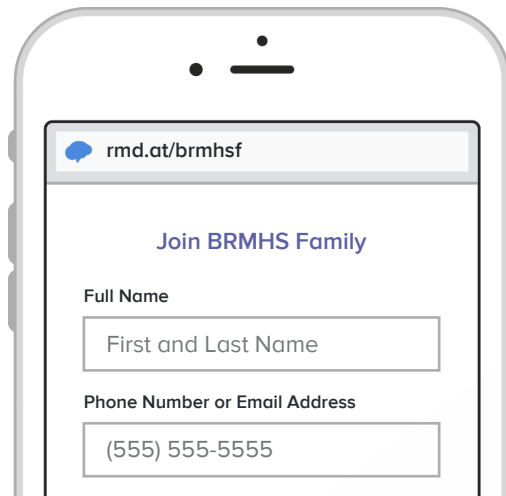 rmd.at/brmhsf
Join BRMHS Family
Full Name
First and Last Name
Phone Number or Email Address
(555) 555-5555